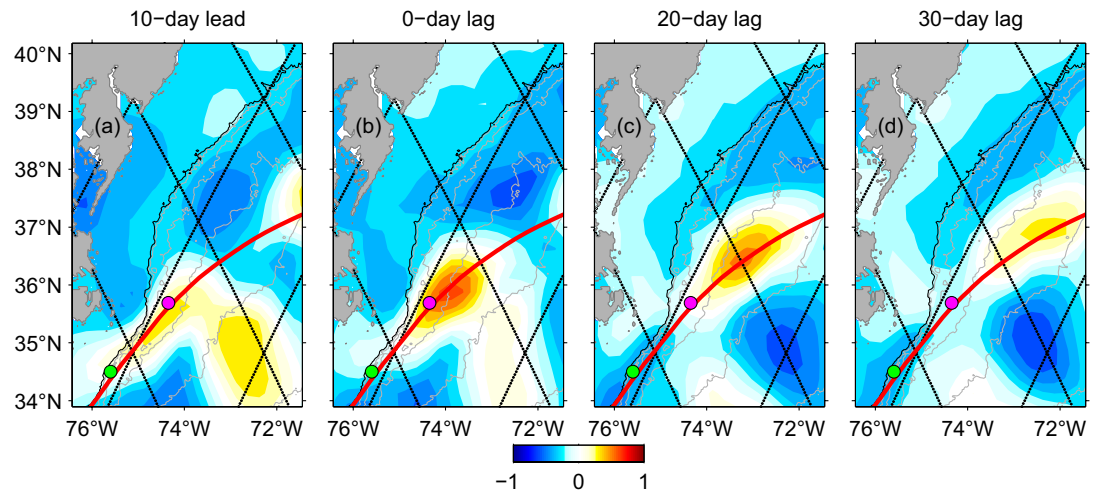 10−day lead
0−day lag
20−day lag
30−day lag
40°N
39°N
38°N
37°N
36°N
35°N
34°N
(a)
(b)
(c)
(d)
76°W 74°W 72°W
76°W 74°W 72°W
76°W 74°W 72°W
76°W 74°W 72°W
−1 0 1